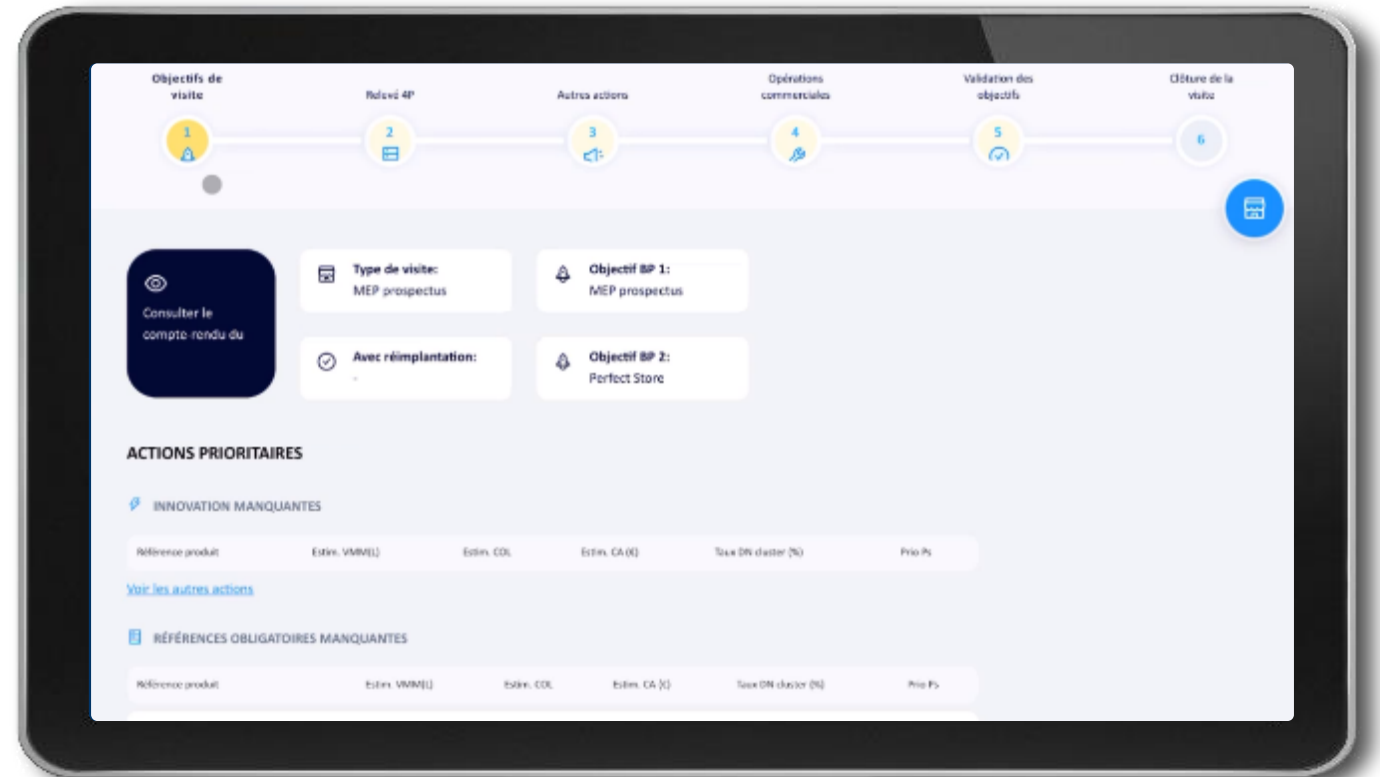 Objectifs de
visite
Relevé 4P
Autres actions
Opérations
commerciales
Validation des
objectifs
Clôture de la
visite
1
2
3
4
5
6
Consulter le
compte-rendu du
Type de visite:
MEP prospectus
Objectif BP 1:
MEP prospectus
Avec réimplantation:
-
Objectif BP 2:
Perfect Store
ACTIONS PRIORITAIRES
INNOVATION MANQUANTES
Référence produit Estim. VMM(L) Estim. COL Estim. CA (€) Taux DN cluster (%) Prio Ps
Voir les autres actions
RÉFÉRENCES OBLIGATOIRES MANQUANTES
Référence produit Estim. VMM(L) Estim. COL Estim. CA (€) Taux DN cluster (%) Prio Ps